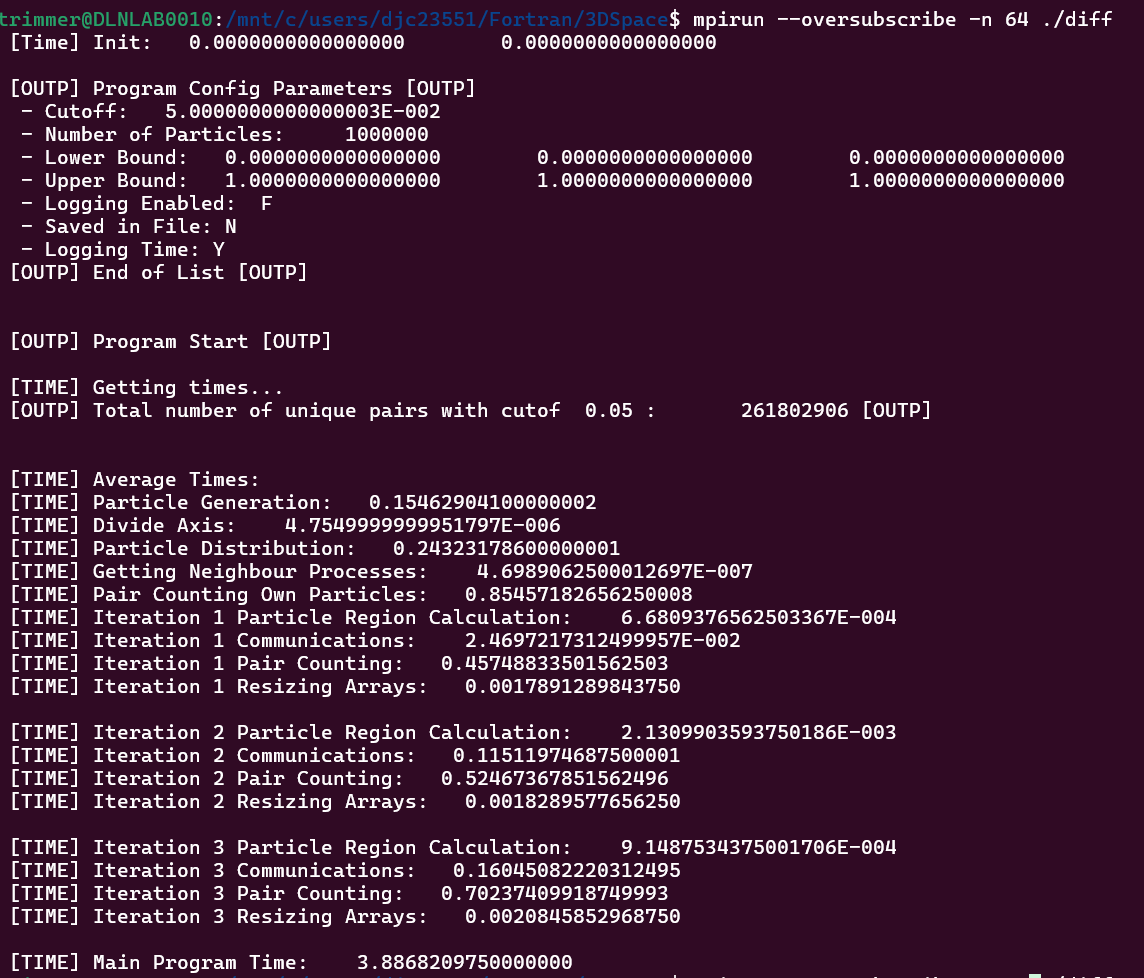 trimmer@DLNLAB0010:/mnt/c/users/djc23551/Fortran/3DSpace$ mpirun --oversubscribe -n 64 ./diff
[Time] Init:   0.0000000000000000        0.0000000000000000
[OUTP] Program Config Parameters [OUTP]
- Cutoff:   5.0000000000000003E-002
- Number of Particles:     1000000
- Lower Bound:   0.0000000000000000        0.0000000000000000        0.0000000000000000
- Upper Bound:   1.0000000000000000        1.0000000000000000        1.0000000000000000
- Logging Enabled:  F
- Saved in File: N
- Logging Time: Y
[OUTP] End of List [OUTP]
[OUTP] Program Start [OUTP]
[TIME] Getting times...
[OUTP] Total number of unique pairs with cutof  0.05 :       261802906 [OUTP]
[TIME] Average Times:
[TIME] Particle Generation:   0.15462904100000002
[TIME] Divide Axis:    4.7549999999951797E-006
[TIME] Particle Distribution:   0.24323178600000001
[TIME] Getting Neighbour Processes:    4.6989062500012697E-007
[TIME] Pair Counting Own Particles:   0.85457182656250008
[TIME] Iteration 1 Particle Region Calculation:    6.6809376562503367E-004
[TIME] Iteration 1 Communications:    2.4697217312499957E-002
[TIME] Iteration 1 Pair Counting:   0.45748833501562503
[TIME] Iteration 1 Resizing Arrays:   0.0017891289843750
[TIME] Iteration 2 Particle Region Calculation:    2.1309903593750186E-003
[TIME] Iteration 2 Communications:   0.11511974687500001
[TIME] Iteration 2 Pair Counting:   0.52467367851562496
[TIME] Iteration 2 Resizing Arrays:   0.0018289577656250
[TIME] Iteration 3 Particle Region Calculation:    9.1487534375001706E-004
[TIME] Iteration 3 Communications:   0.16045082220312495
[TIME] Iteration 3 Pair Counting:   0.70237409918749993
[TIME] Iteration 3 Resizing Arrays:   0.0020845852968750
[TIME] Main Program Time:    3.8868209750000000